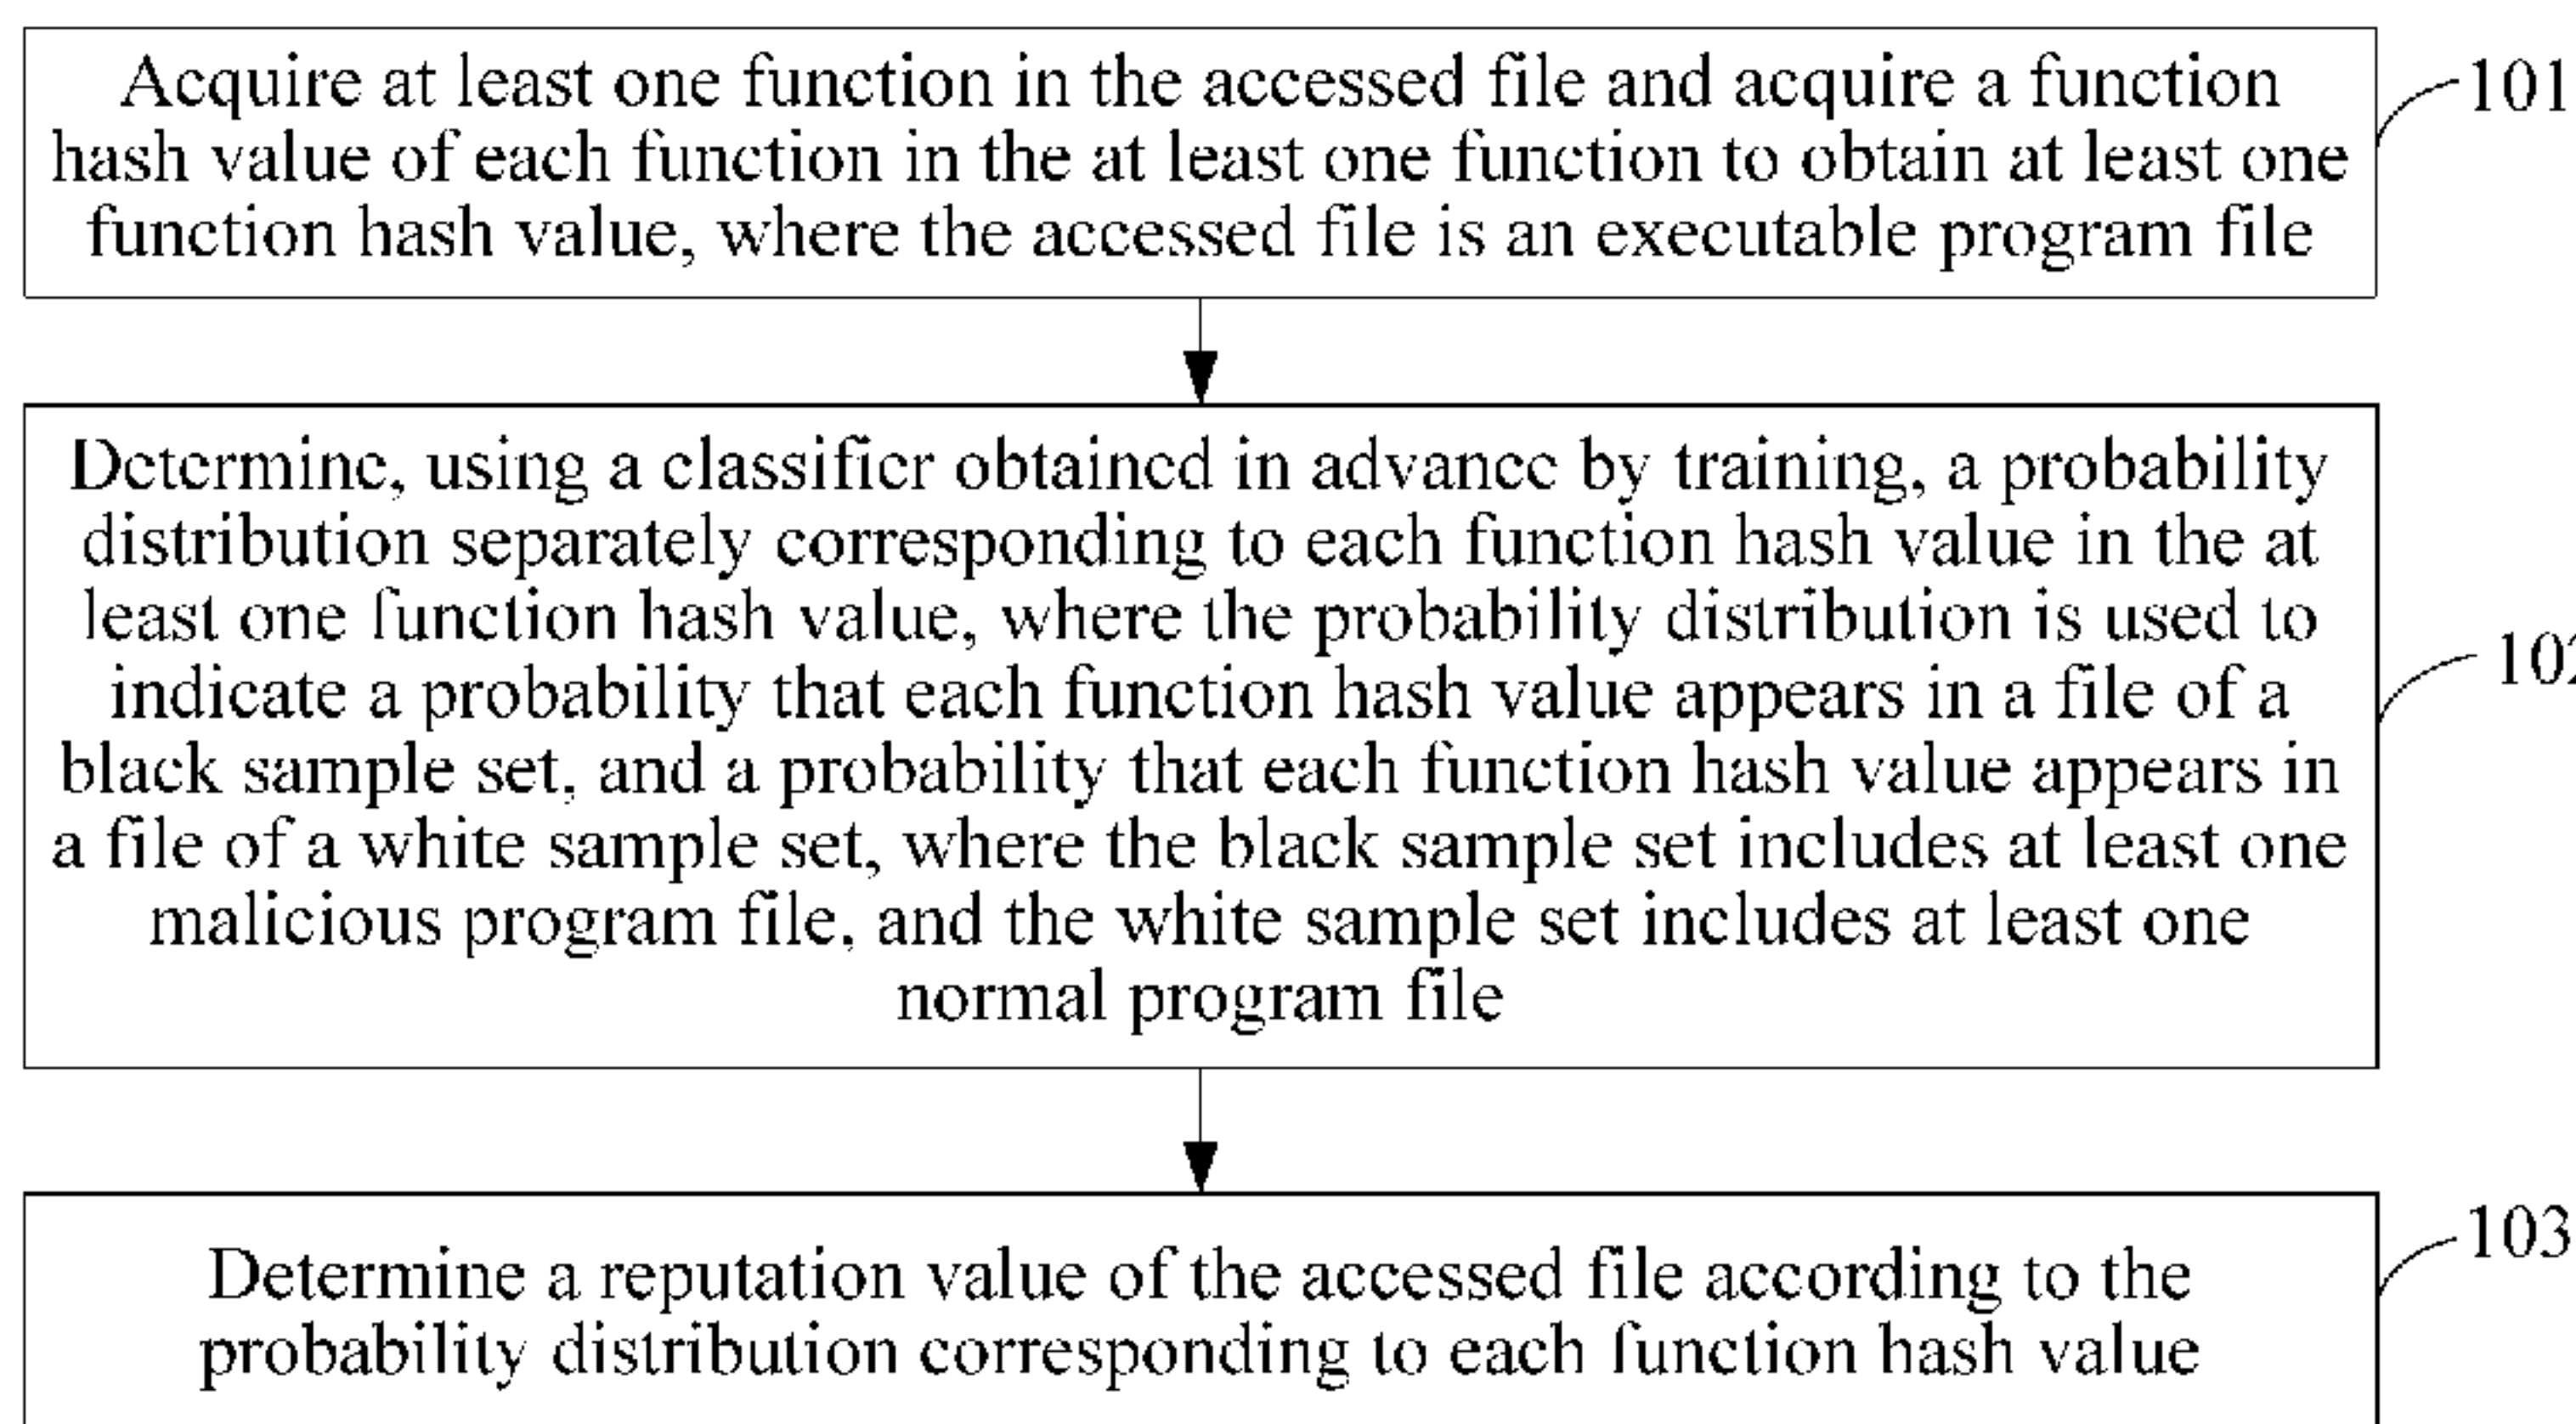 Acquire at least one function in the accessed file and acquire a function
hash value of each function in the at least one function to obtain at least one
function hash value, where the accessed file is an executable program file
101
Determine, using a classifier obtained in advance by training, a probability
distribution separately corresponding to each function hash value in the at
least one function hash value, where the probability distribution is used to
indicate a probability that each function hash value appears in a file of a
black sample set, and a probability that each function hash value appears in
a file of a white sample set, where the black sample set includes at least one
malicious program file, and the white sample set includes at least one
normal program file
102
Determine a reputation value of the accessed file according to the
probability distribution corresponding to each function hash value
103